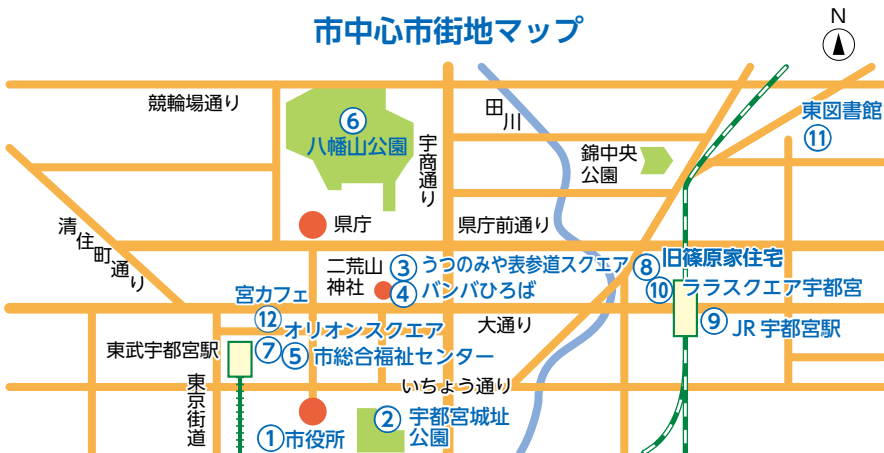 市中心市街地マップ
N
競輪場通り
⑥
八幡山公園
宇商通り
田川
錦中央
公園
東図書館
⑪
清住町通り
県庁
県庁前通り
二荒山
神社
③ うつのみや表参道スクエア
④ バンバひろば
⑧ 旧篠原家住宅
⑩ ララスクエア宇都宮
宮カフェ
⑫
オリオンスクエア
⑦
⑤ 市総合福祉センター
大通り
⑨ JR宇都宮駅
東武宇都宮駅
いちょう通り
東京街道
① 市役所
② 宇都宮城址
公園